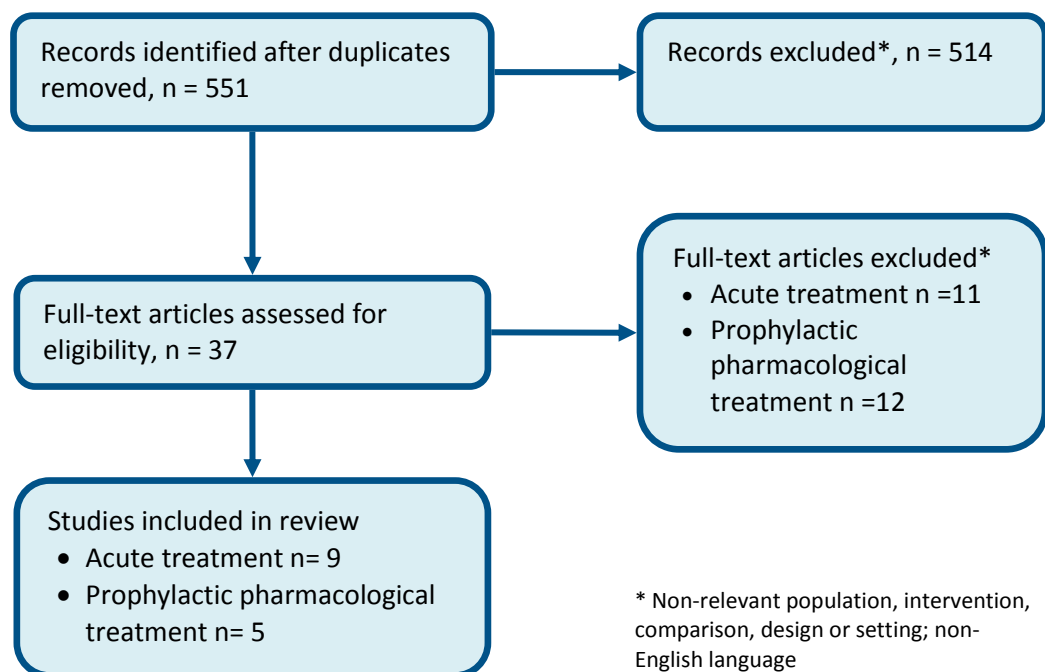 Records identified after duplicates
removed, n = 551
Records excluded*, n = 514
Full-text articles assessed for
eligibility, n = 37
Full-text articles excluded*
• Acute treatment n =11
• Prophylactic
pharmacological
treatment n =12
Studies included in review
• Acute treatment n= 9
• Prophylactic pharmacological
treatment n= 5
* Non-relevant population, intervention,
comparison, design or setting; non-
English language